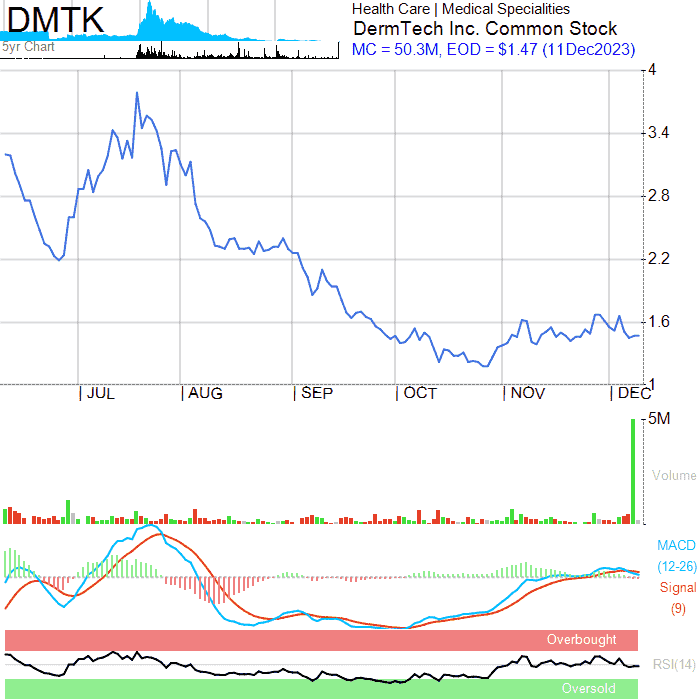 DMTK
5yr Chart
Health Care | Medical Specialities
DermTech Inc. Common Stock
MC = 50.3M, EOD = $1.47 (11Dec2023)
4
3.4
2.8
2.2
1.6
1
| JUL | AUG | SEP | OCT | NOV | DEC
5M
Volume
MACD
(12-26)
Signal
(9)
Overbought
RSI(14)
Oversold